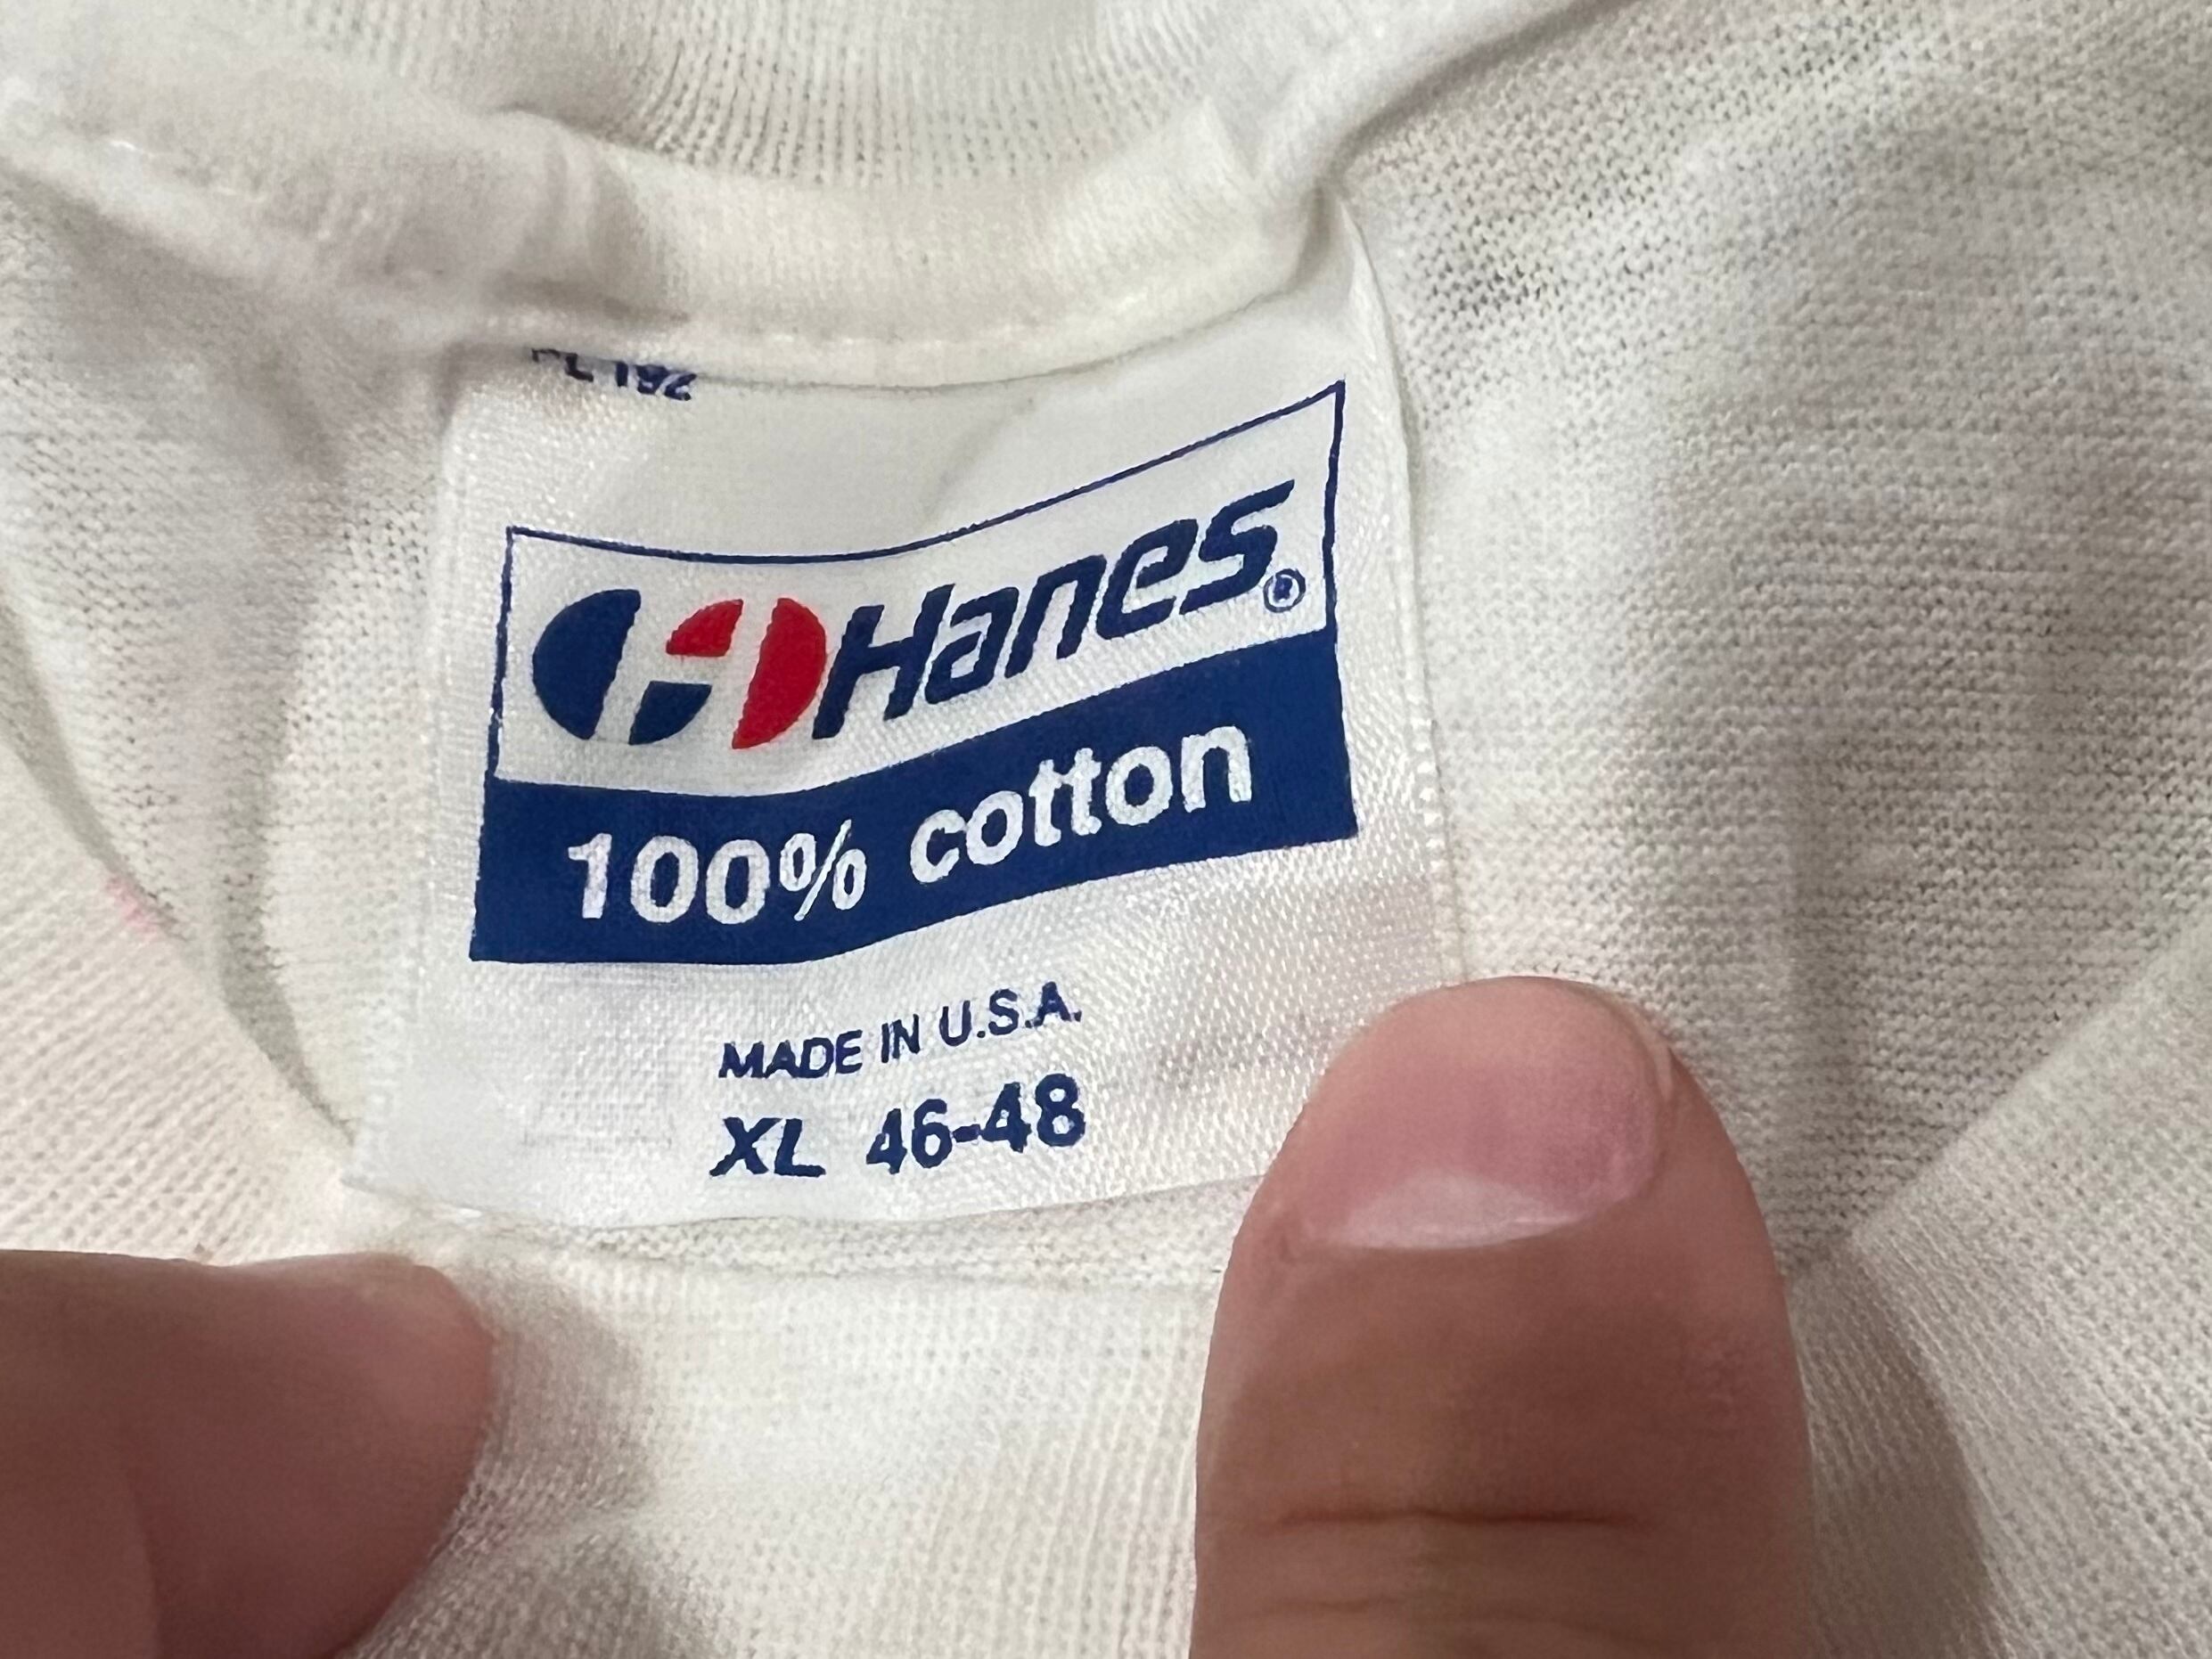 Hanes®
100% cotton
MADE IN U.S.A.
XL 46-48